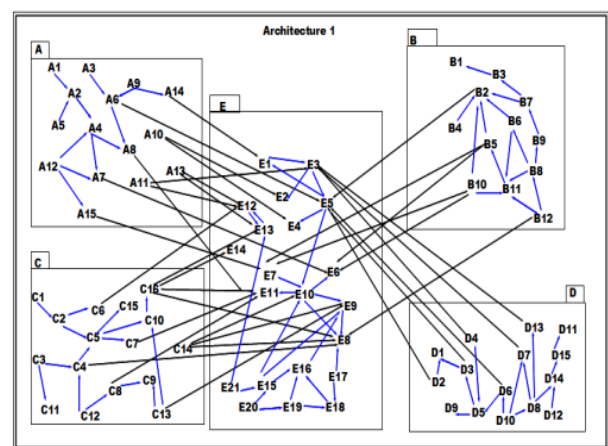 Architecture 1
A
B
E
C
D
A1
A3
A9
A14
A2
A6
A5
A4
A10
A8
A12
A13
A7
A11
A15
B1
B3
B2
B7
B6
B4
B5
B9
B8
B10
B11
B12
E1
E3
E2
E5
E12
E4
E13
E14
E7
E6
E11
E10
E9
E8
E16
E17
E21
E15
E20
E19
E18
C16
C1
C6
C15
C2
C10
C5
C7
C14
C3
C4
C9
C8
C11
C12
C13
D13
D11
D4
D1
D7
D15
D3
D14
D2
D6
D9
D5
D8
D10
D12